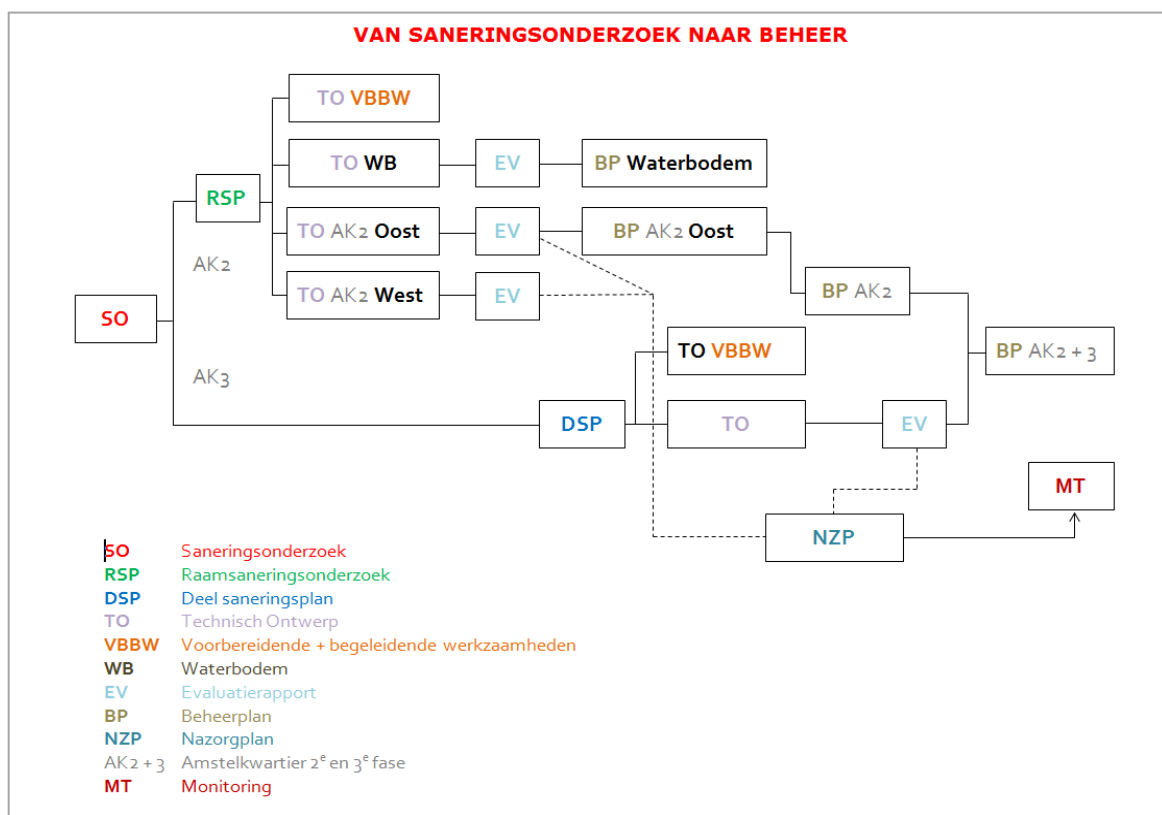 VAN SANERINGSONDERZOEK NAAR BEHEER
TO VBBW
TO WB
EV
BP Waterbodem
RSP
TO AK2 Oost
EV
BP AK2 Oost
AK2
TO AK2 West
EV
BP AK2
SO
TO VBBW
BP AK2 + 3
AK3
DSP
TO
EV
MT
NZP
SO Saneringsonderzoek
RSP Raamsaneringsonderzoek
DSP Deel saneringsplan
TO Technisch Ontwerp
VBBW Voorbereidende + begeleidende werkzaamheden
WB Waterbodem
EV Evaluatierapport
BP Beheerplan
NZP Nazorgplan
AK2 + 3 Amstelkwartier 2e en 3e fase
MT Monitoring